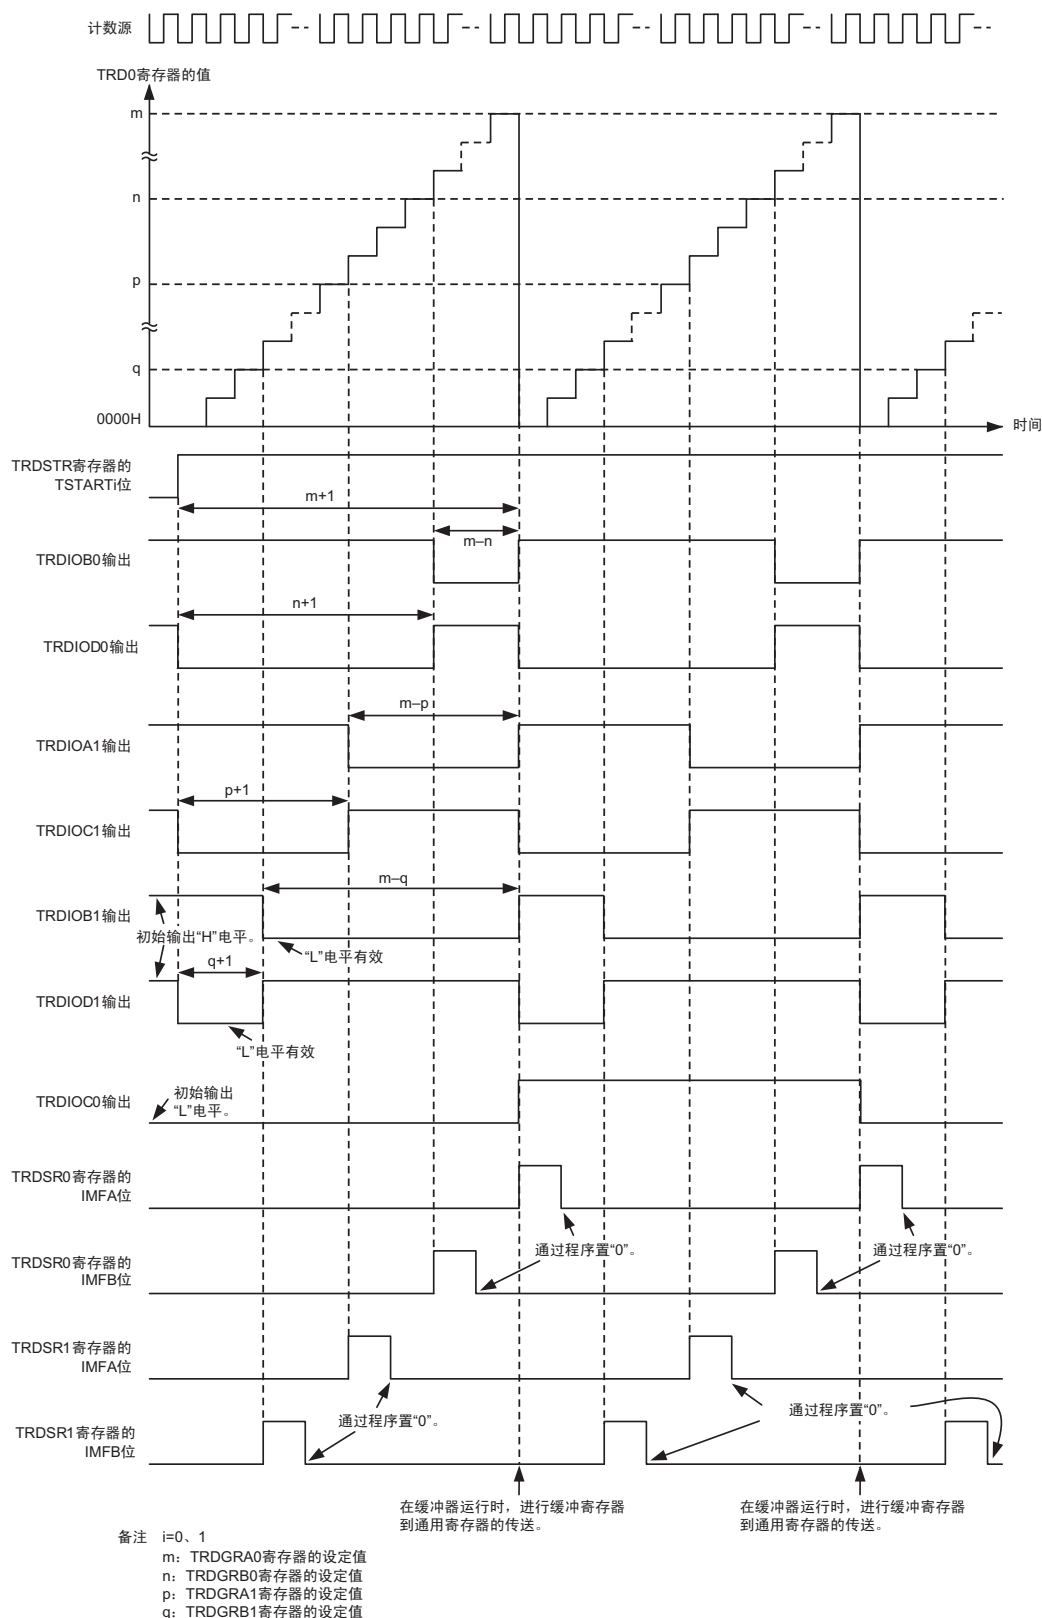 计数源
TRD0寄存器的值
m
n
p
q
0000H
时间
TRDSTR寄存器的
TSTARTi位
m+1
m–n
TRDIOB0输出
n+1
TRDIOD0输出
m–p
TRDIOA1输出
p+1
TRDIOC1输出
m–q
TRDIOB1输出
初始输出“H”电平。
“L”电平有效
q+1
TRDIOD1输出
“L”电平有效
初始输出
“L”电平。
TRDIOC0输出
TRDSR0寄存器的
IMFA位
通过程序置“0”。
通过程序置“0”。
TRDSR0寄存器的
IMFB位
TRDSR1寄存器的
IMFA位
通过程序置“0”。
通过程序置“0”。
TRDSR1寄存器的
IMFB位
在缓冲器运行时，进行缓冲寄存器
到通用寄存器的传送。
在缓冲器运行时，进行缓冲寄存器
到通用寄存器的传送。
备注 i=0、1
m：TRDGRA0寄存器的设定值
n：TRDGRB0寄存器的设定值
p：TRDGRA1寄存器的设定值
q：TRDGRB1寄存器的设定值